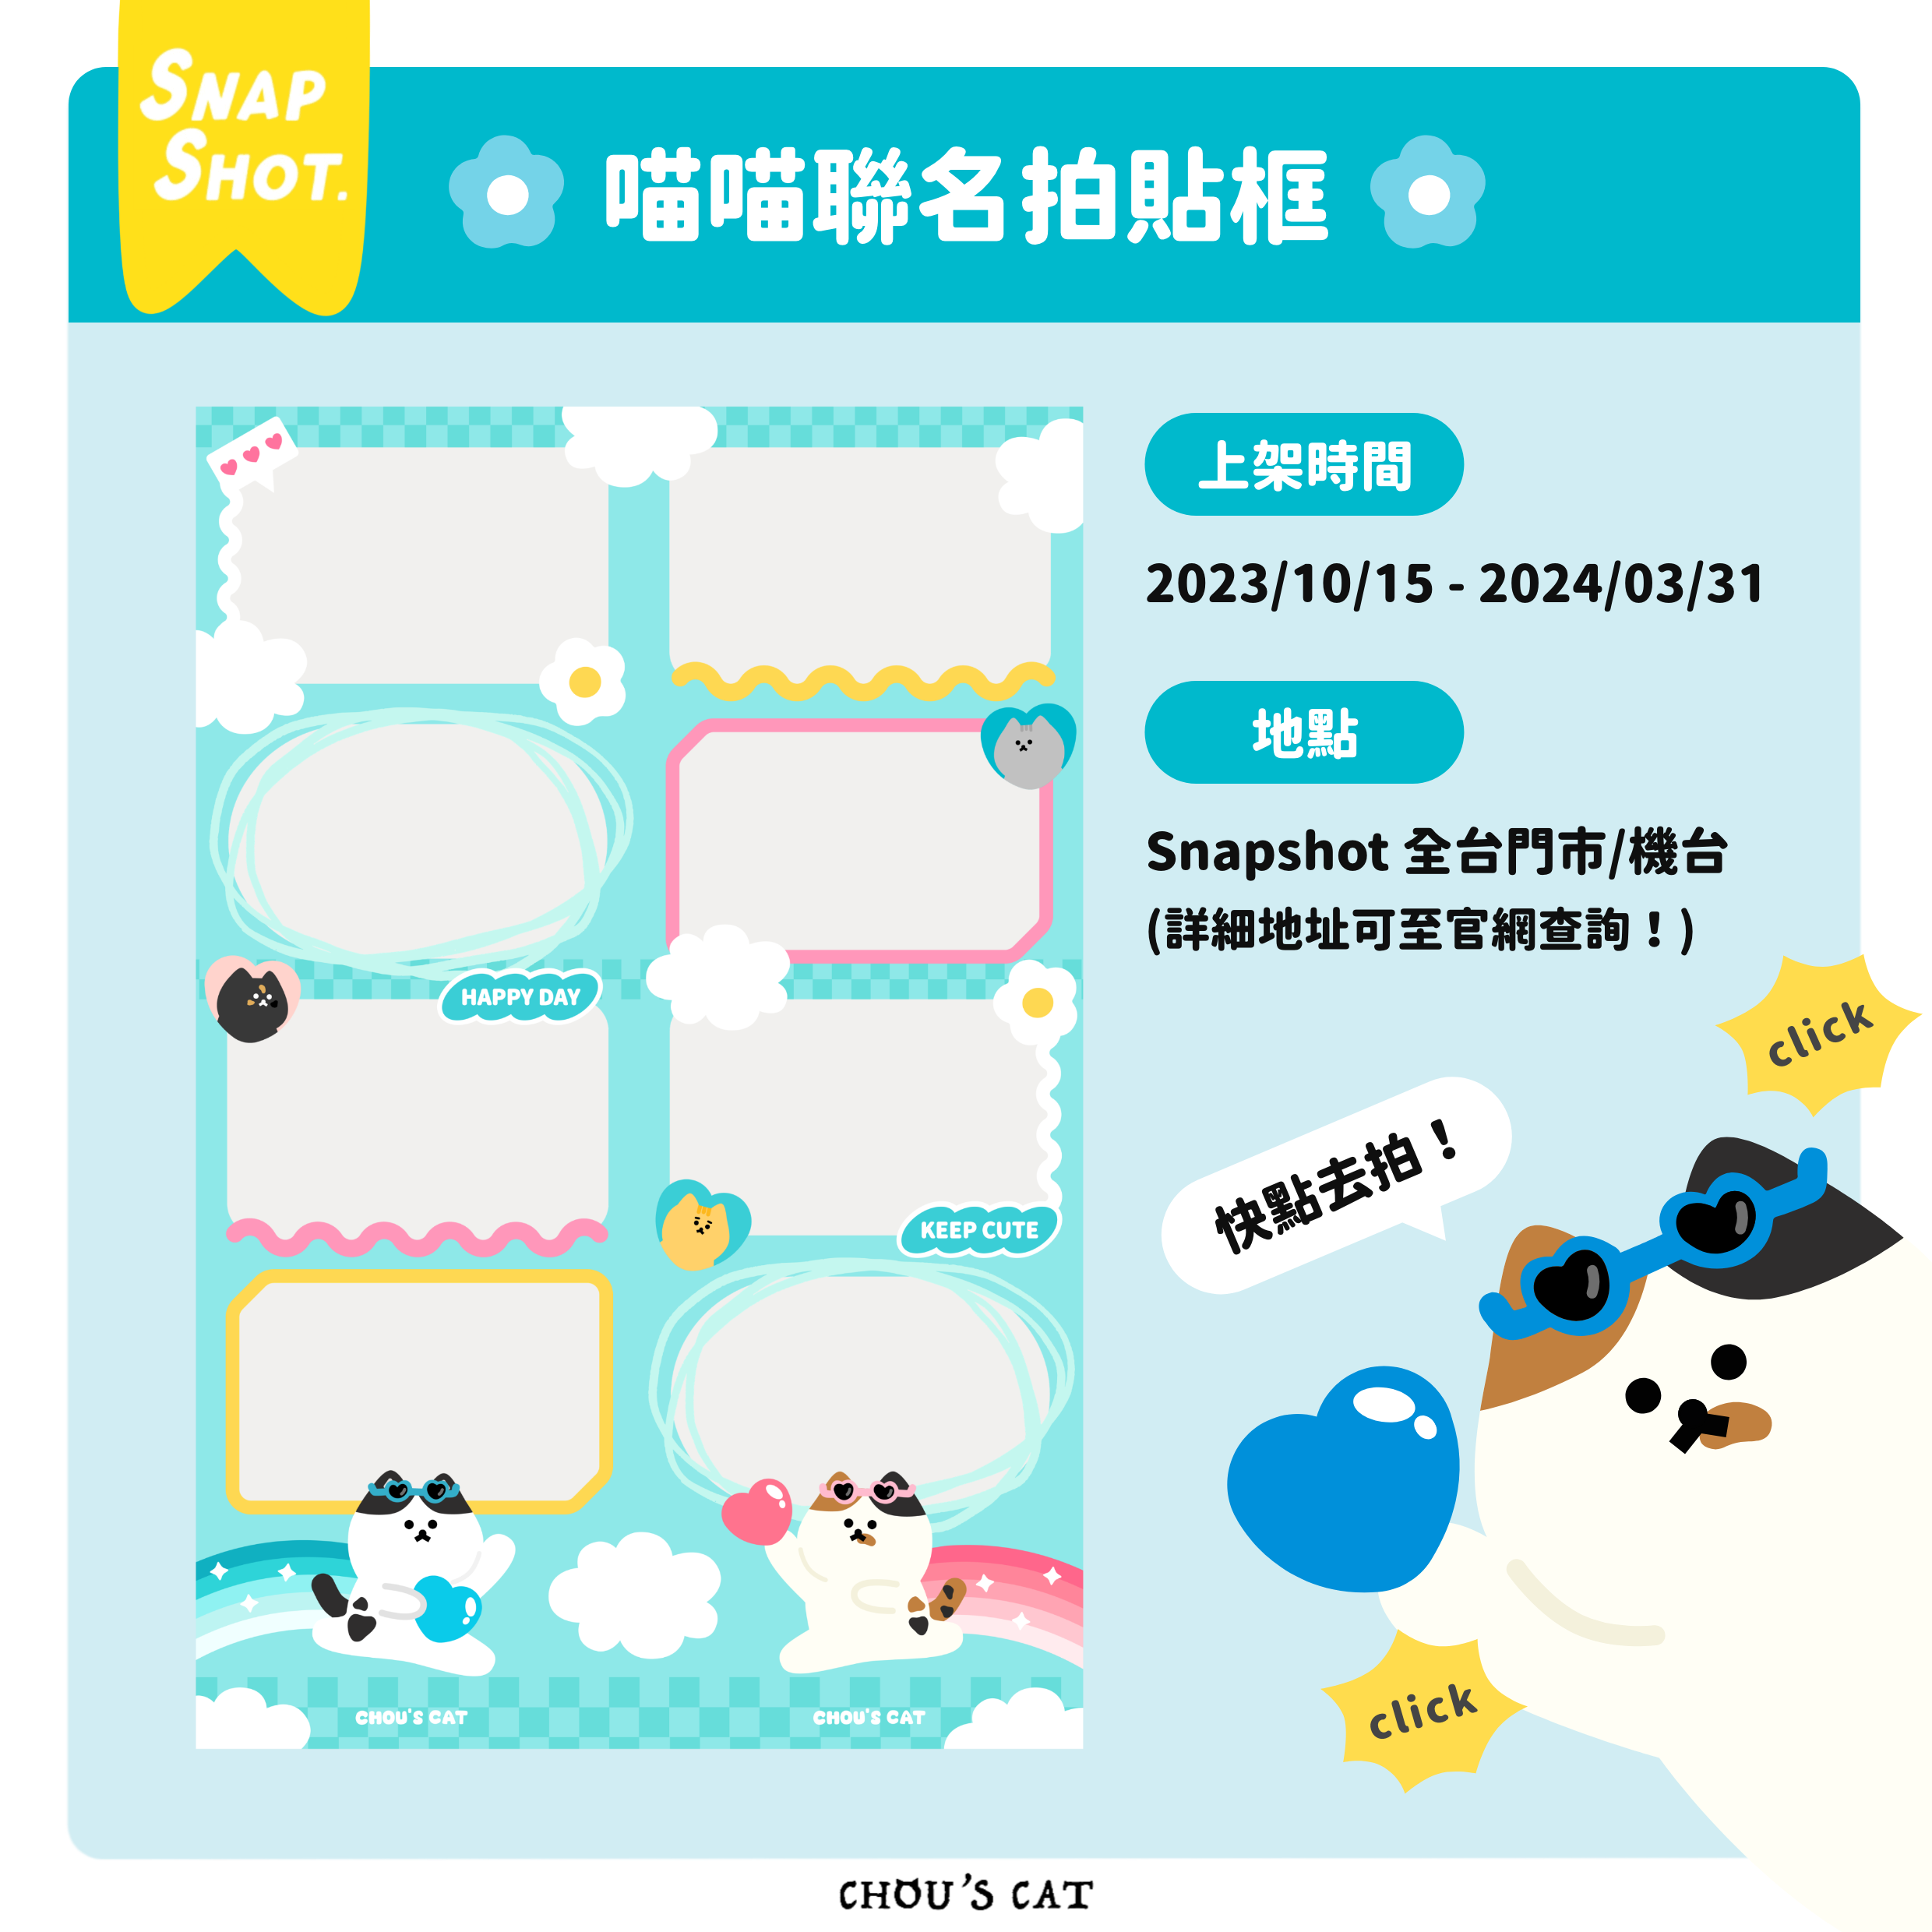 SNAP
SHOT.
喵喵聯名拍貼框
上架時間
2023/10/15 - 2024/03/31
地點
Snapshot 全台門市/機台
(詳細地址可至官網查詢！)
HAPPY DAY
KEEP CUTE
CHOU'S CAT
CHOU'S CAT
click
快點去拍！
click
CHOU'S CAT